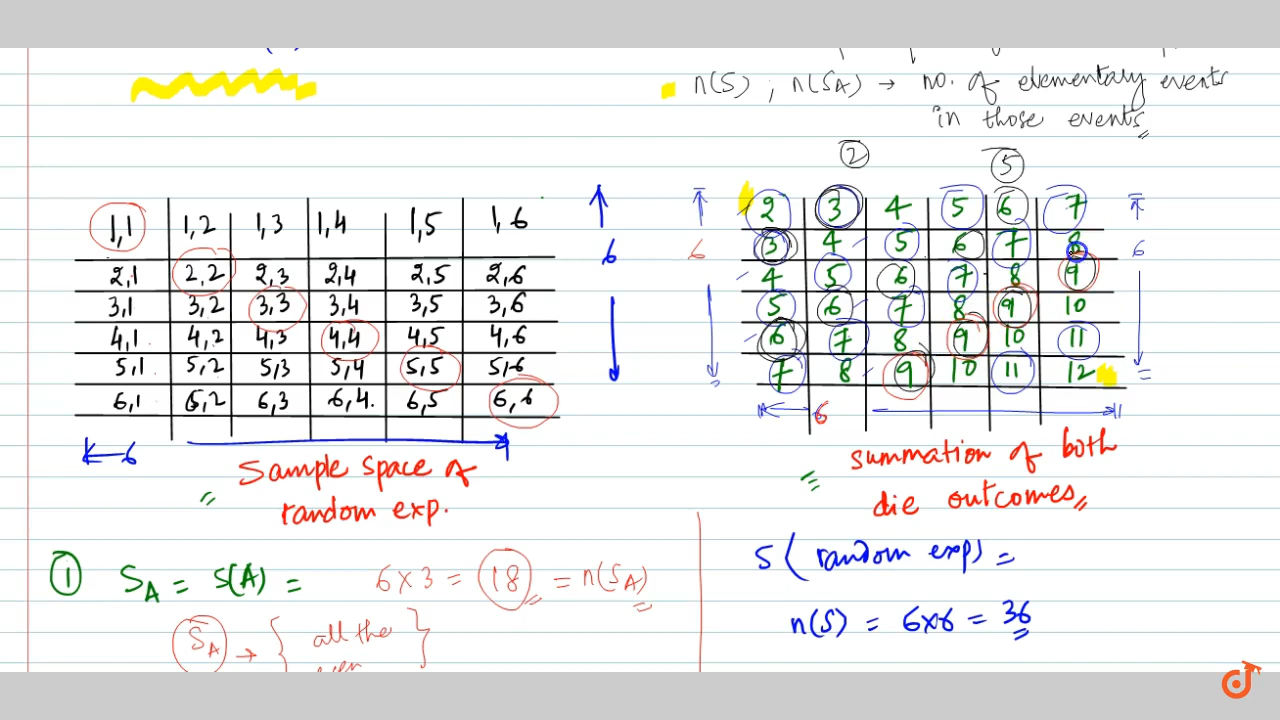 n(S) ; n(SA) → no. of elementary events
in those events
2 5
1,1 1,2 1,3 1,4 1,5 1,6
2,1 2,2 2,3 2,4 2,5 2,6
3,1 3,2 3,3 3,4 3,5 3,6
4,1 4,2 4,3 4,4 4,5 4,6
5,1 5,2 5,3 5,4 5,5 5,6
6,1 6,2 6,3 6,4. 6,5 6,6
6
6
Sample space of
random exp.
2 3 4 5 6 7
3 4 5 6 7 8
4 5 6 7 8 9
5 6 7 8 9 10
6 7 8 9 10 11
7 8 9 10 11 12
6
6
6
= summation of both
die outcomes
① SA = S(A) = 6×3 = 18 = n(SA)
SA → { all the }
even
S (random exp) =
n(S) = 6×6 = 36